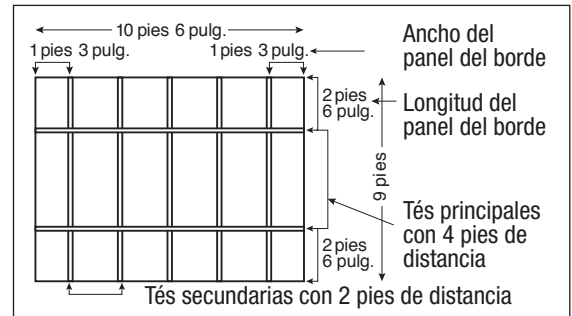 10 pies 6 pulg.
1 pies 3 pulg.
1 pies 3 pulg.
Ancho del
panel del borde
2 pies
6 pulg.
Longitud del
panel del borde
9 pies
Tés principales
con 4 pies de
distancia
2 pies
6 pulg.
Tés secundarias con 2 pies de distancia